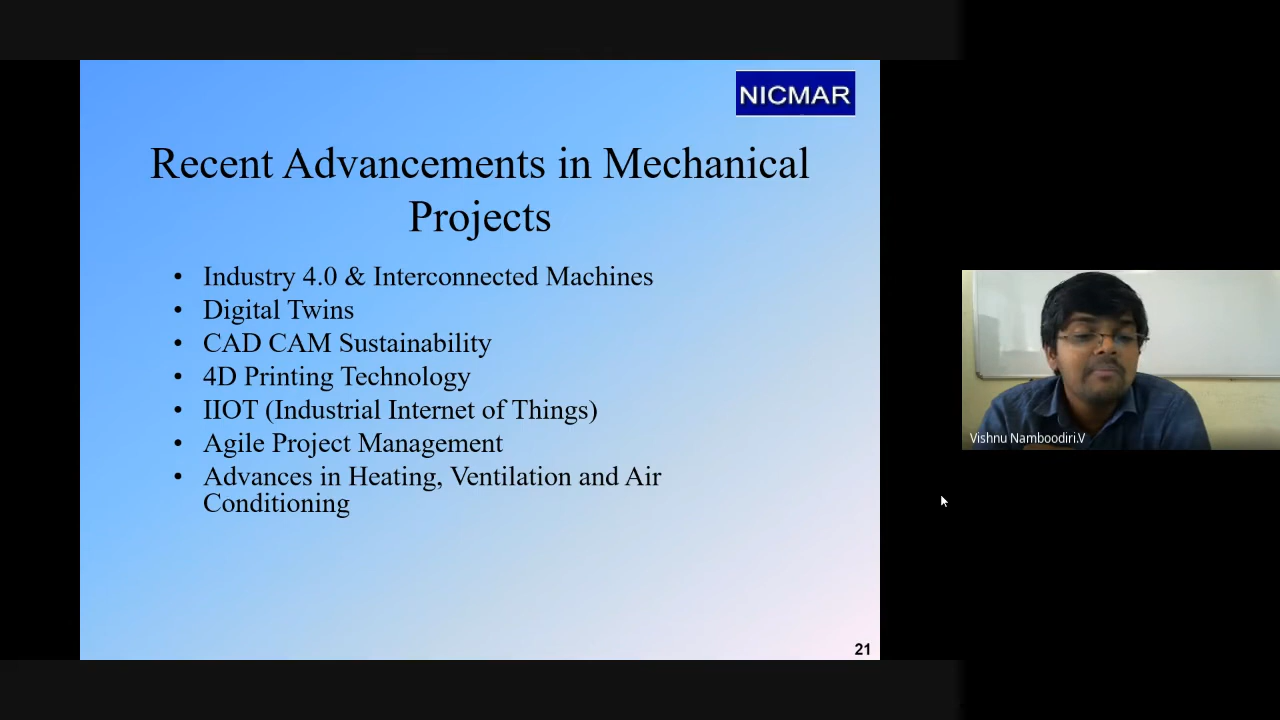 NICMAR
Recent Advancements in Mechanical
Projects
• Industry 4.0 & Interconnected Machines
• Digital Twins
• CAD CAM Sustainability
• 4D Printing Technology
• IIOT (Industrial Internet of Things)
• Agile Project Management
• Advances in Heating, Ventilation and Air
Conditioning
Vishnu Namboodiri.V
21